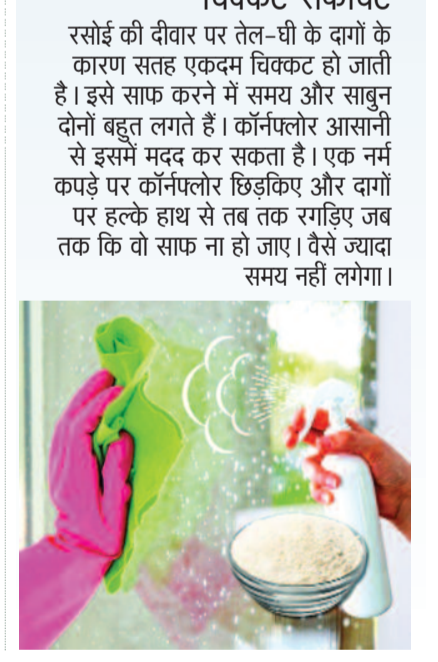 रसोई की दीवार पर तेल-घी के दागों के
कारण सतह एकदम चिक्कट हो जाती
है। इसे साफ करने में समय और साबुन
दोनों बहुत लगते हैं। कॉर्नफ्लोर आसानी
से इसमें मदद कर सकता है। एक नर्म
कपड़े पर कॉर्नफ्लोर छिड़किए और दागों
पर हल्के हाथ से तब तक रगड़िए जब
तक कि वो साफ ना हो जाए। वैसे ज्यादा
समय नहीं लगेगा।